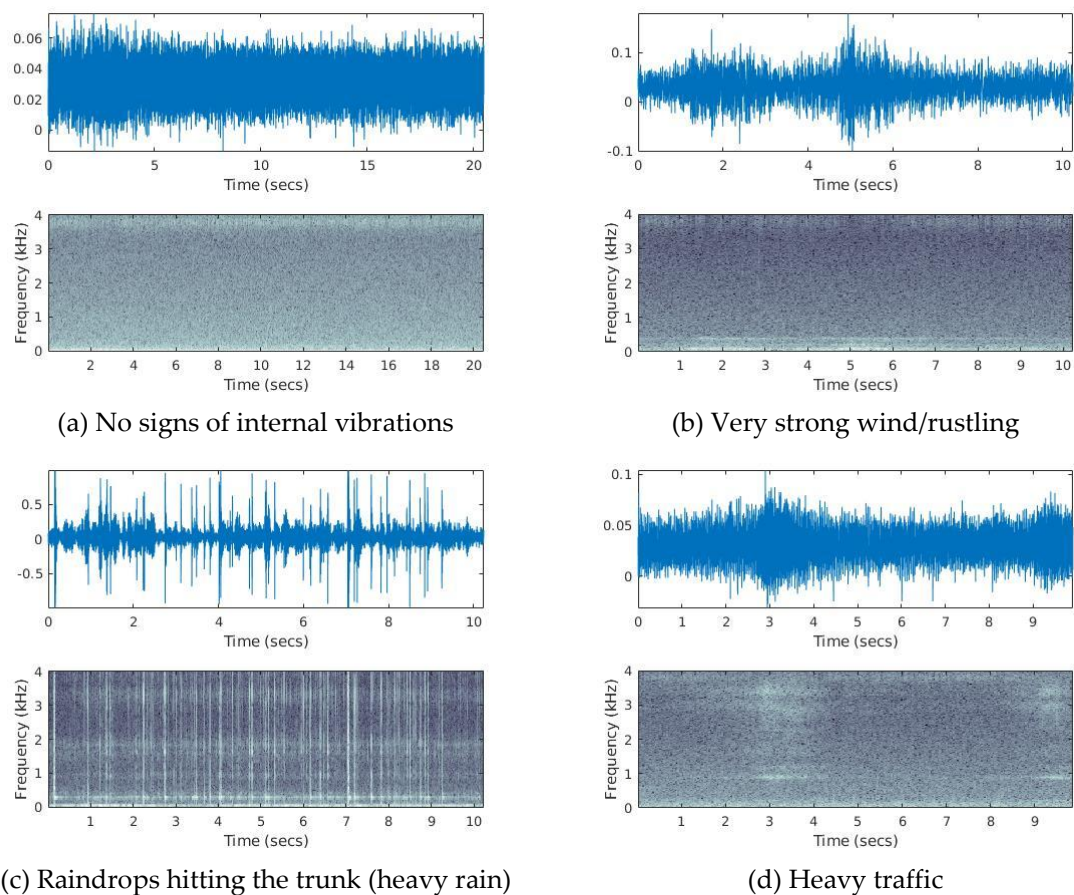 0.06
0.04
0.02
0
0 5 10 15 20
Time (secs)
Frequency (kHz)
4
3
2
1
0
2 4 6 8 10 12 14 16 18 20
Time (secs)
(a) No signs of internal vibrations
0.1
0
-0.1
0 2 4 6 8 10
Time (secs)
Frequency (kHz)
4
3
2
1
0
1 2 3 4 5 6 7 8 9 10
Time (secs)
(b) Very strong wind/rustling
0.5
0
-0.5
0 2 4 6 8 10
Time (secs)
Frequency (kHz)
4
3
2
1
0
1 2 3 4 5 6 7 8 9 10
Time (secs)
(c) Raindrops hitting the trunk (heavy rain)
0.1
0.05
0
0 1 2 3 4 5 6 7 8 9
Time (secs)
Frequency (kHz)
4
3
2
1
0
1 2 3 4 5 6 7 8 9
Time (secs)
(d) Heavy traffic